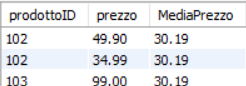 prodottoID prezzo MediaPrezzo
102 49.90 30.19
102 34.99 30.19
103 99.00 30.19